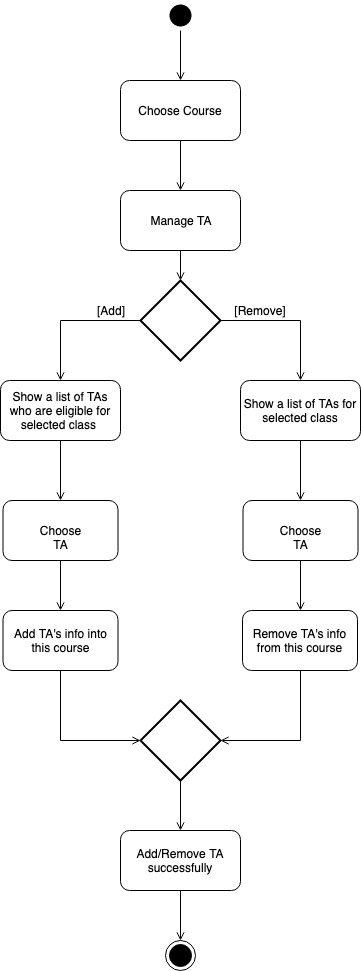 Choose Course
Manage TA
[Add]
[Remove]
Show a list of TAs
who are eligible for
selected class
Show a list of TAs for
selected class
Choose
TA
Choose
TA
Add TA's info into
this course
Remove TA's info
from this course
Add/Remove TA
successfully